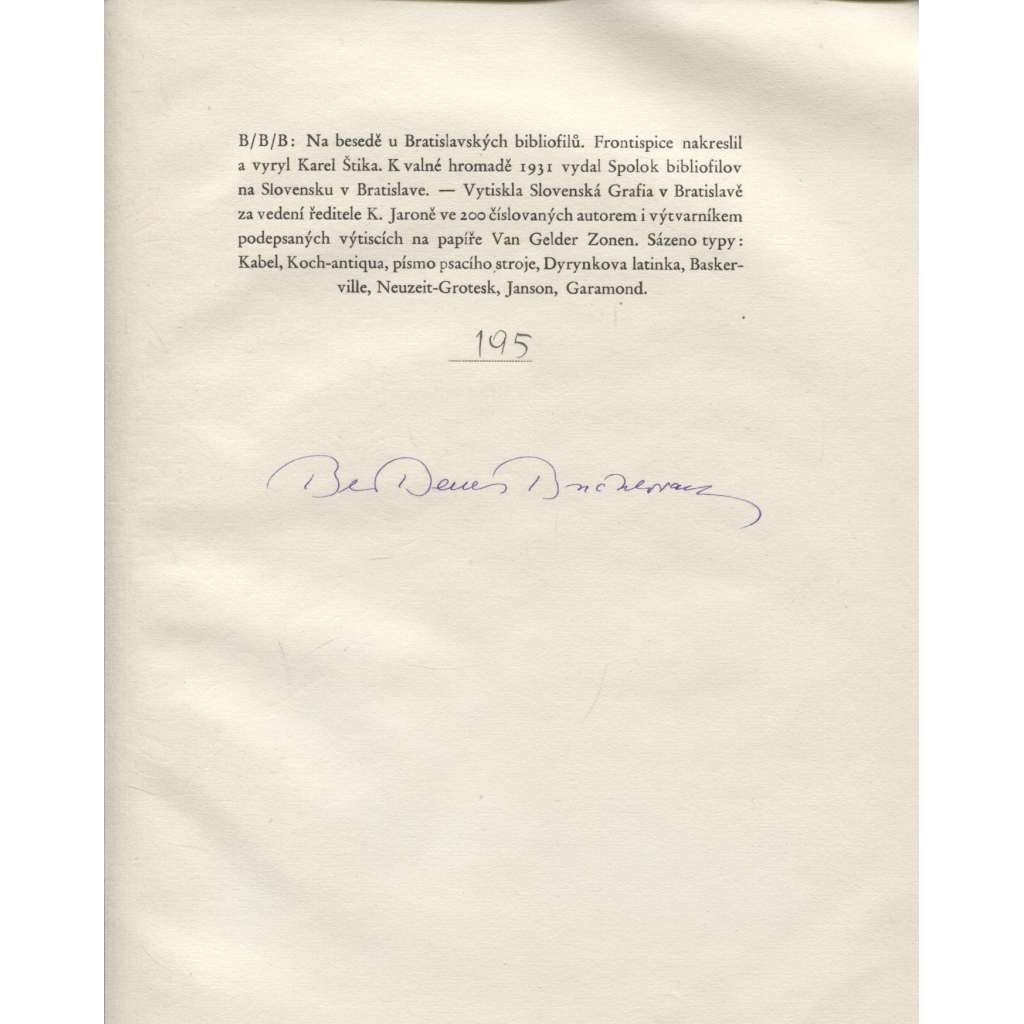 B/B/B: Na besedě u Bratislavských bibliofilů. Frontispice nakreslil
a vyryl Karel Štika. K valné hromadě 1931 vydal Spolok bibliofilov
na Slovensku v Bratislave. — Vytiskla Slovenská Grafia v Bratislavě
za vedení ředitele K. Jaroně ve 200 číslovaných autorem i výtvarníkem
podepsaných výtiscích na papíře Van Gelder Zonen. Sázeno typy:
Kabel, Koch-antiqua, písmo psacího stroje, Dyrynkova latinka, Basker-
ville, Neuzeit-Grotesk, Janson, Garamond.
195